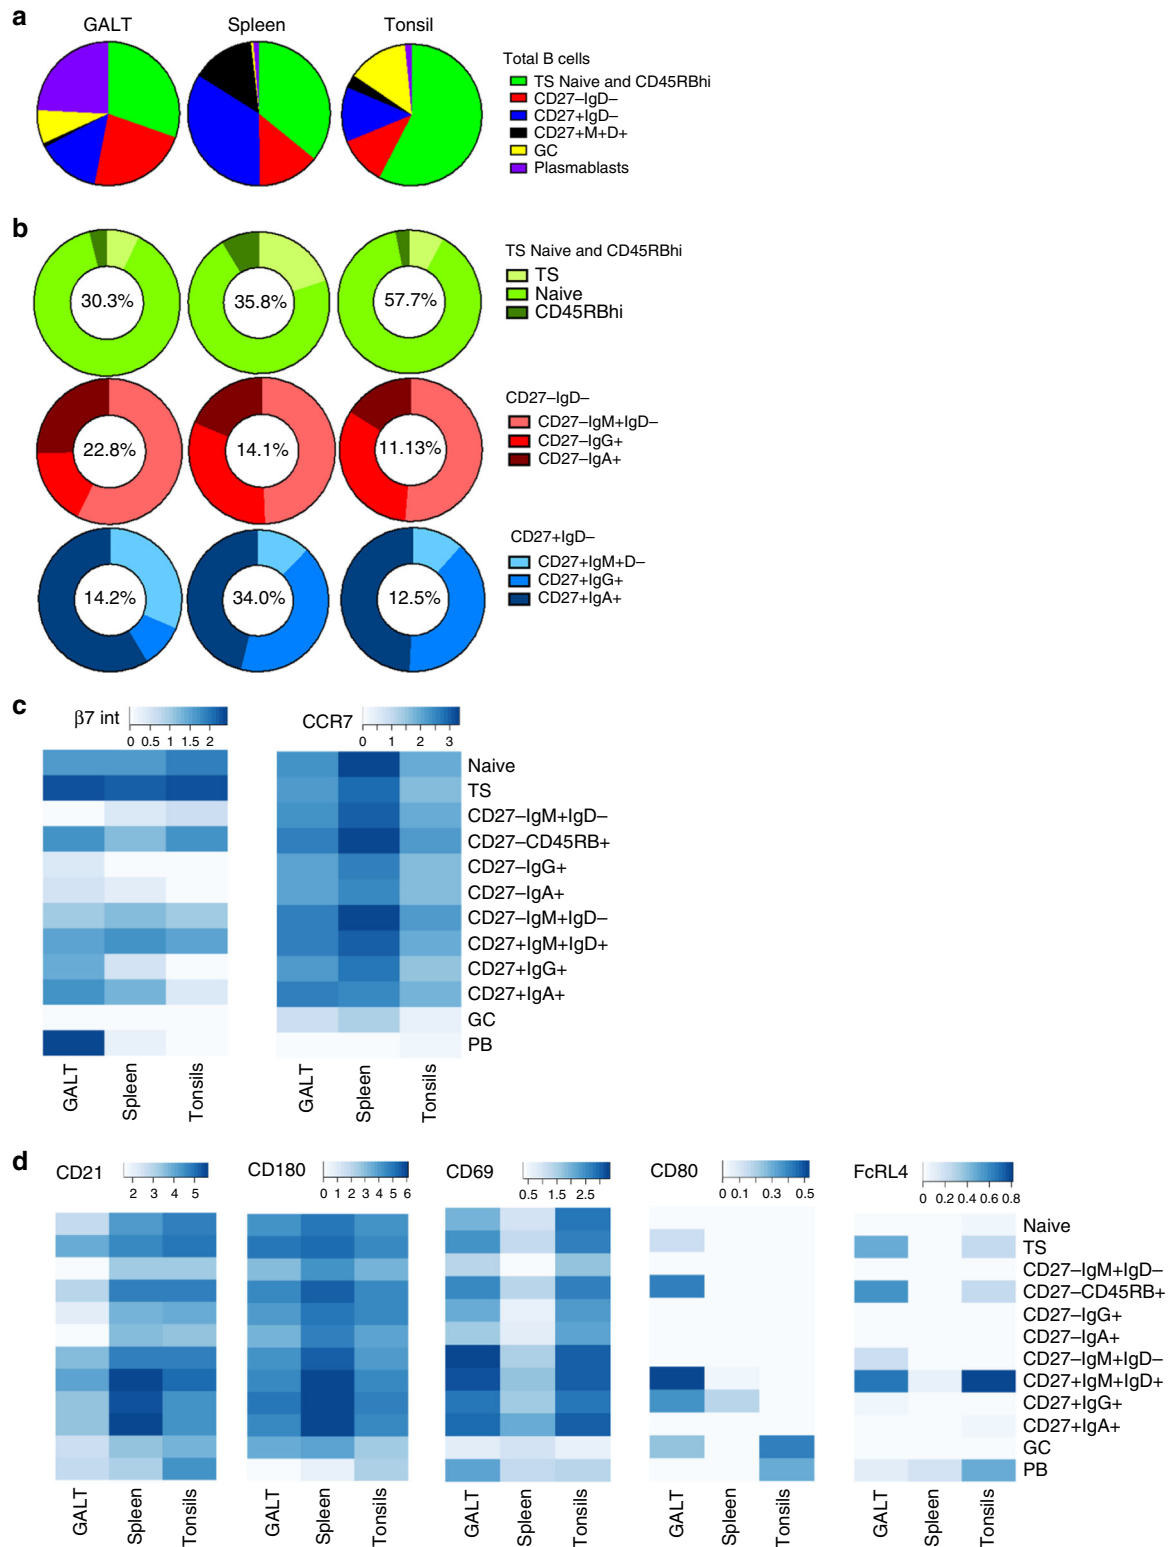 a
GALT
Spleen
Tonsil
Total B cells
TS Naive and CD45RBhi
CD27–IgD–
CD27+IgD–
CD27+M+D+
GC
Plasmablasts
b
30.3%
35.8%
57.7%
TS Naive and CD45RBhi
TS
Naive
CD45RBhi
22.8%
14.1%
11.13%
CD27–IgD–
CD27–IgM+IgD–
CD27–IgG+
CD27–IgA+
14.2%
34.0%
12.5%
CD27+IgD–
CD27+IgM+D–
CD27+IgG+
CD27+IgA+
c
β7 int
0 0.5 1 1.5 2
CCR7
0 1 2 3
Naive
TS
CD27–IgM+IgD–
CD27–CD45RB+
CD27–IgG+
CD27–IgA+
CD27–IgM+IgD–
CD27+IgM+IgD+
CD27+IgG+
CD27+IgA+
GC
PB
GALT
Spleen
Tonsils
GALT
Spleen
Tonsils
d
CD21
2 3 4 5
CD180
0 1 2 3 4 5 6
CD69
0.5 1.5 2.5
CD80
0 0.1 0.3 0.5
FcRL4
0 0.2 0.4 0.6 0.8
Naive
TS
CD27–IgM+IgD–
CD27–CD45RB+
CD27–IgG+
CD27–IgA+
CD27–IgM+IgD–
CD27+IgM+IgD+
CD27+IgG+
CD27+IgA+
GC
PB
GALT
Spleen
Tonsils
GALT
Spleen
Tonsils
GALT
Spleen
Tonsils
GALT
Spleen
Tonsils
GALT
Spleen
Tonsils